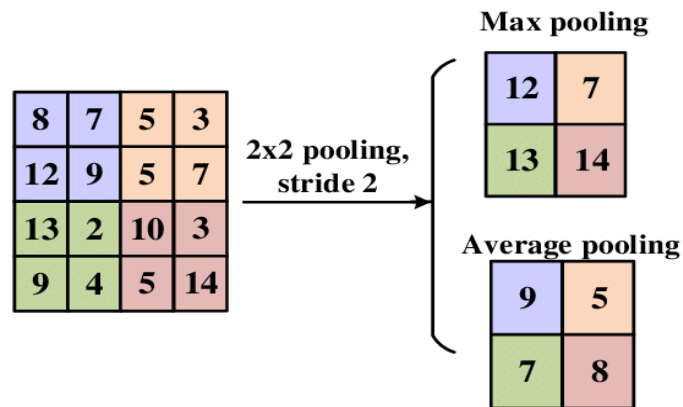 Max pooling
12 7
13 14
8 7 5 3
12 9 5 7
13 2 10 3
9 4 5 14
2x2 pooling,
stride 2
Average pooling
9 5
7 8